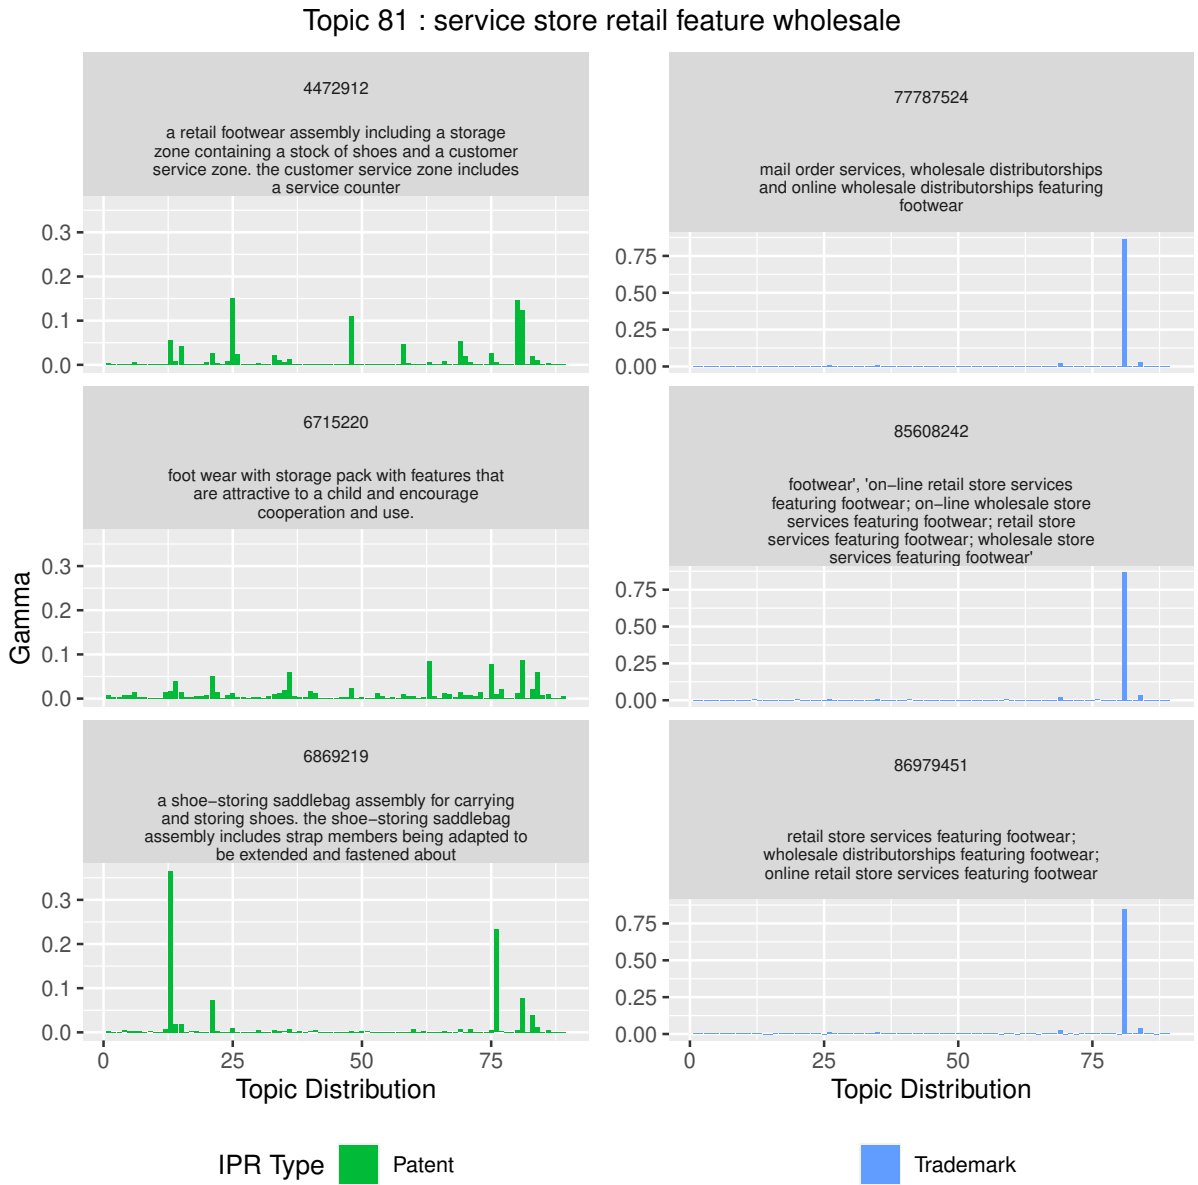 Topic 81 : service store retail feature wholesale
4472912
a retail footwear assembly including a storage
zone containing a stock of shoes and a customer
service zone. the customer service zone includes
a service counter
0.3
0.2
0.1
0.0
77787524
mail order services, wholesale distributorships
and online wholesale distributorships featuring
footwear
0.75
0.50
0.25
0.00
6715220
foot wear with storage pack with features that
are attractive to a child and encourage
cooperation and use.
0.3
0.2
0.1
0.0
85608242
footwear', 'on−line retail store services
featuring footwear; on−line wholesale store
services featuring footwear; retail store
services featuring footwear; wholesale store
services featuring footwear'
0.75
0.50
0.25
0.00
Gamma
6869219
a shoe−storing saddlebag assembly for carrying
and storing shoes. the shoe−storing saddlebag
assembly includes strap members being adapted to
be extended and fastened about
0.3
0.2
0.1
0.0
0 25 50 75
Topic Distribution
86979451
retail store services featuring footwear;
wholesale distributorships featuring footwear;
online retail store services featuring footwear
0.75
0.50
0.25
0.00
0 25 50 75
Topic Distribution
IPR Type Patent Trademark